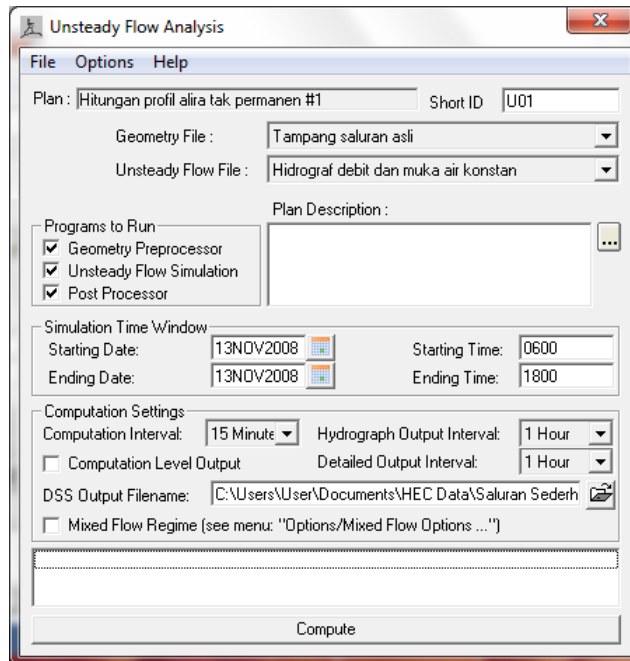 Unsteady Flow Analysis
File Options Help
Plan : Hitungan profil alira tak permanen #1 Short ID U01
Geometry File : Tampang saluran asli
Unsteady Flow File : Hidrograf debit dan muka air konstan
Plan Description :
Programs to Run
Geometry Preprocessor
Unsteady Flow Simulation
Post Processor
...
Simulation Time Window
Starting Date: 13NOV2008 Starting Time: 0600
Ending Date: 13NOV2008 Ending Time: 1800
Computation Settings
Computation Interval: 15 Minute Hydrograph Output Interval: 1 Hour
Computation Level Output Detailed Output Interval: 1 Hour
DSS Output Filename: C:\Users\User\Documents\HEC Data\Saluran Sederh
Mixed Flow Regime (see menu: "Options/Mixed Flow Options ...")
Compute